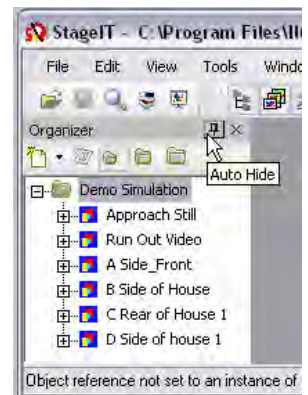 StageIT - C:\Program Files\
File Edit View Tools
Organizer
Auto Hide
Demo Simulation
Approach Still
Run Out Video
A Side_Front
B Side of House
C Rear of House 1
D Side of house 1
Object reference not set to an instance of